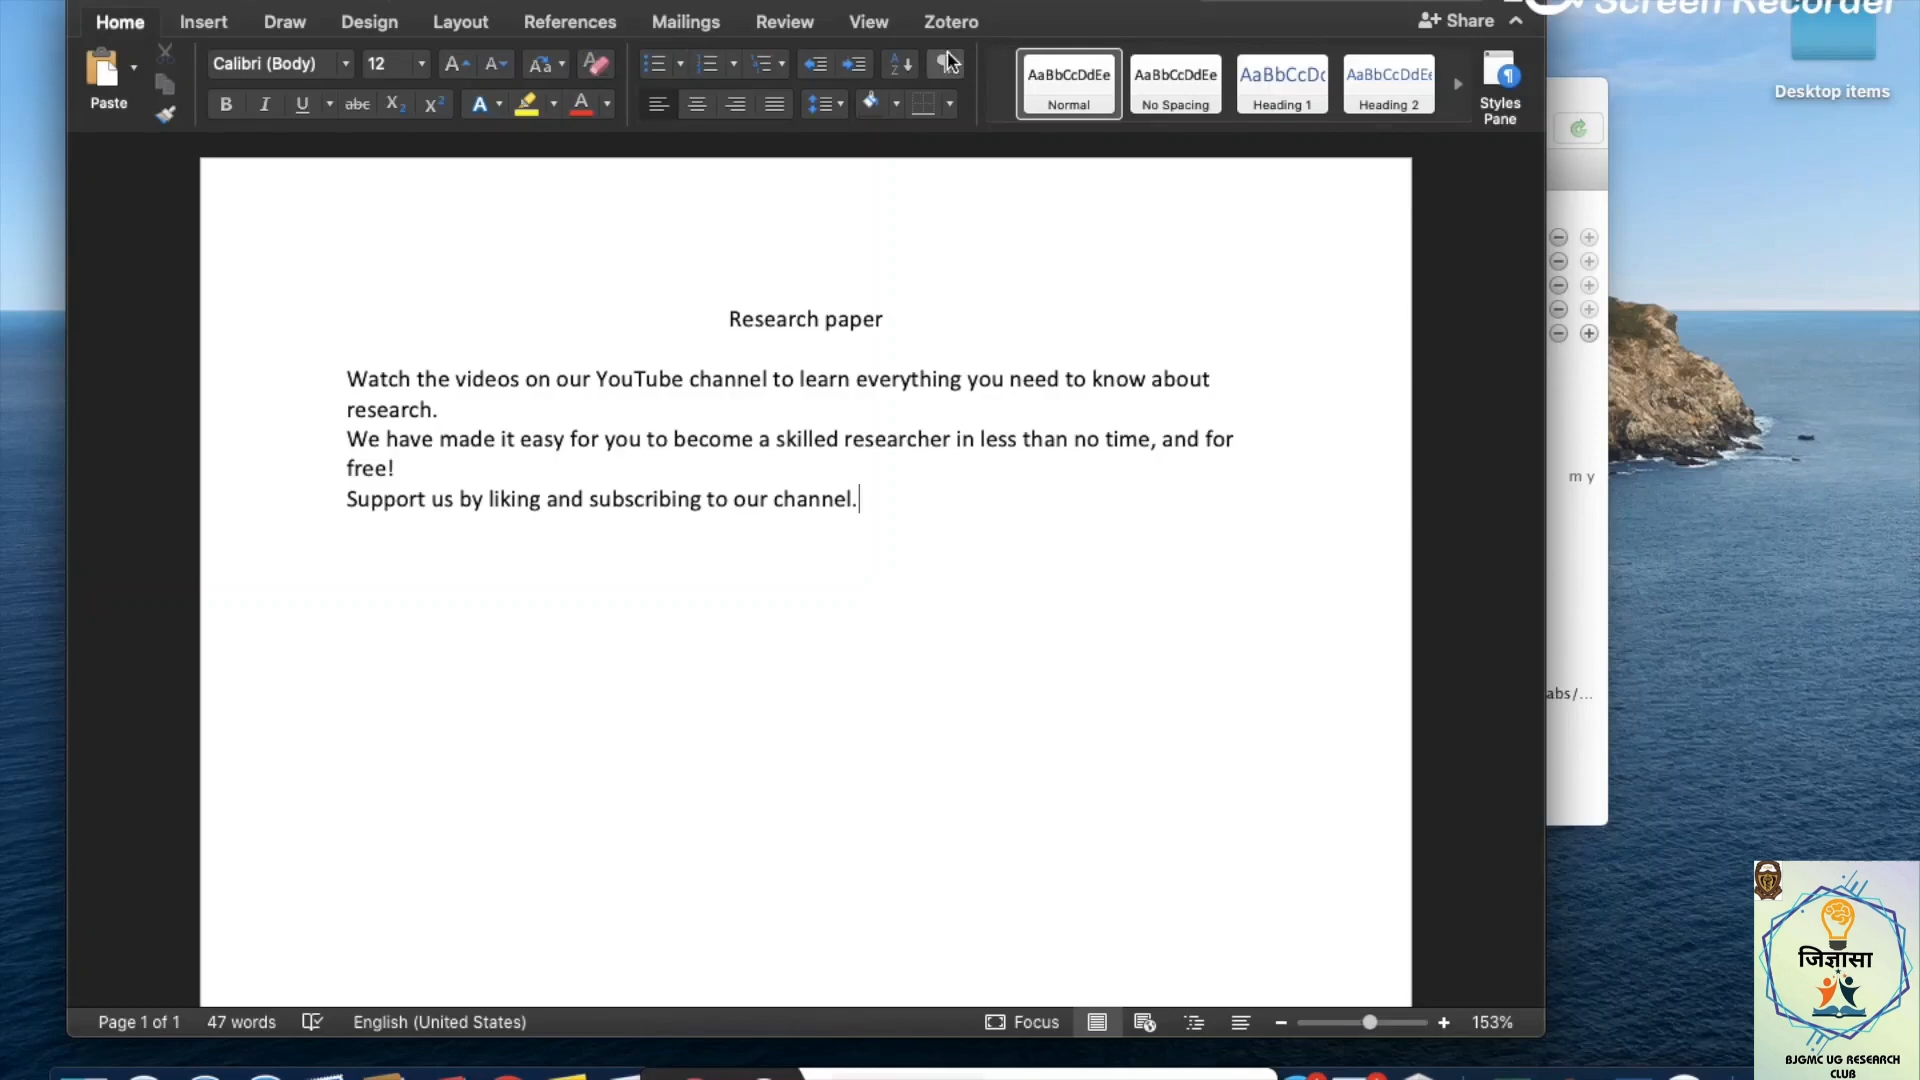 Screen Recorder
Home Insert Draw Design Layout References Mailings Review View Zotero Share
Calibri (Body) 12
Paste
AaBbCcDdEe AaBbCcDdEe AaBbCcDc AaBbCcDdEe
Normal No Spacing Heading 1 Heading 2
Styles
Pane
Desktop items
Research paper
Watch the videos on our YouTube channel to learn everything you need to know about
research.
We have made it easy for you to become a skilled researcher in less than no time, and for
free!
Support us by liking and subscribing to our channel.
m y
abs/...
Page 1 of 1 47 words English (United States) Focus 153%
जिज्ञासा
BJGMC UG RESEARCH
CLUB